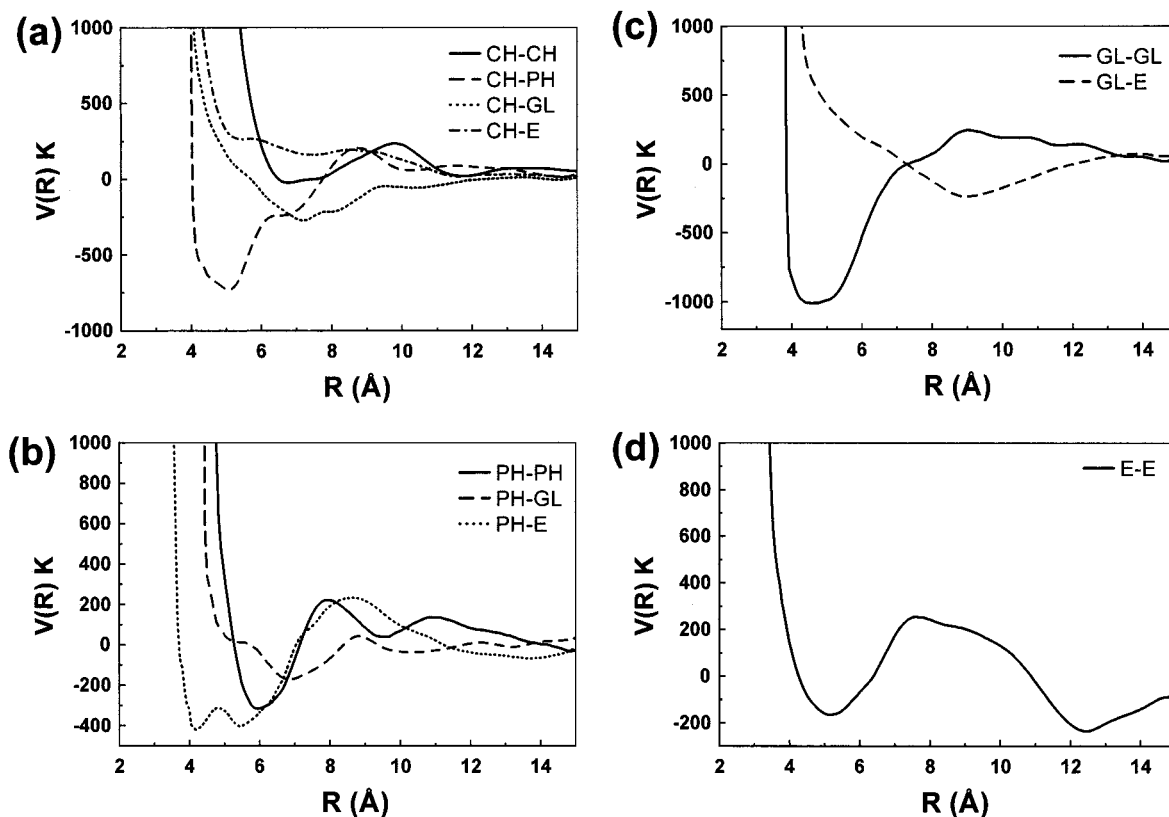 (a)
1000
500
0
-500
-1000
V(R) K
CH-CH
CH-PH
CH-GL
CH-E
2 4 6 8 10 12 14
R (Å)
(c)
1000
500
0
-500
-1000
V(R) K
GL-GL
GL-E
2 4 6 8 10 12 14
R (Å)
(b)
1000
800
600
400
200
0
-200
-400
V(R) K
PH-PH
PH-GL
PH-E
2 4 6 8 10 12 14
R (Å)
(d)
1000
800
600
400
200
0
-200
V(R) K
E-E
2 4 6 8 10 12 14
R (Å)